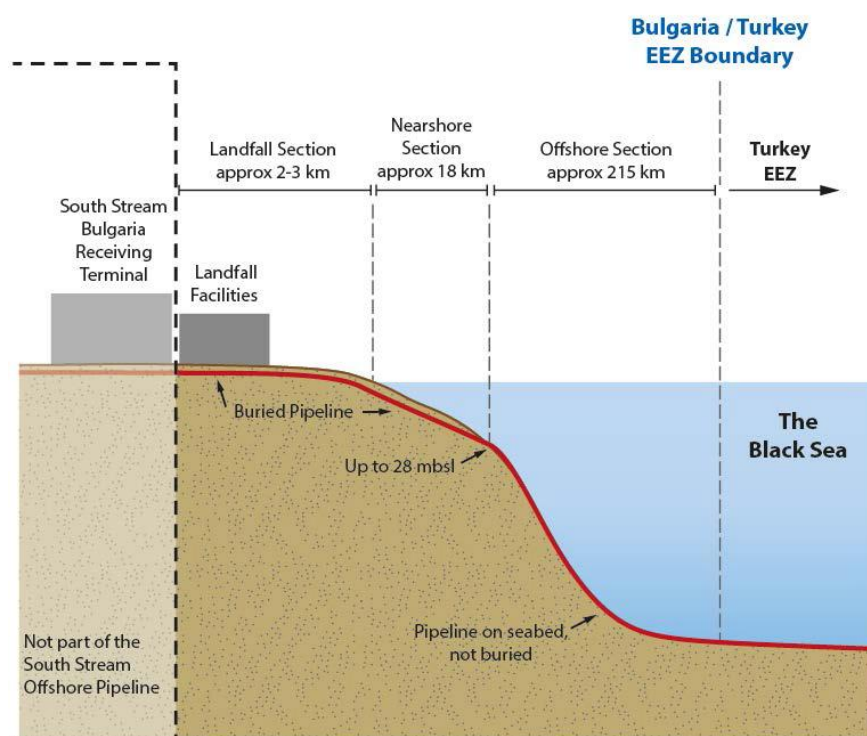 Bulgaria / Turkey
EEZ Boundary
Landfall Section
approx 2-3 km
Nearshore
Section
approx 18 km
Offshore Section
approx 215 km
Turkey
EEZ
South Stream
Bulgaria
Receiving
Terminal
Landfall
Facilities
Buried Pipeline
Up to 28 mbsl
The
Black Sea
Pipeline on seabed,
not buried
Not part of the
South Stream
Offshore Pipeline